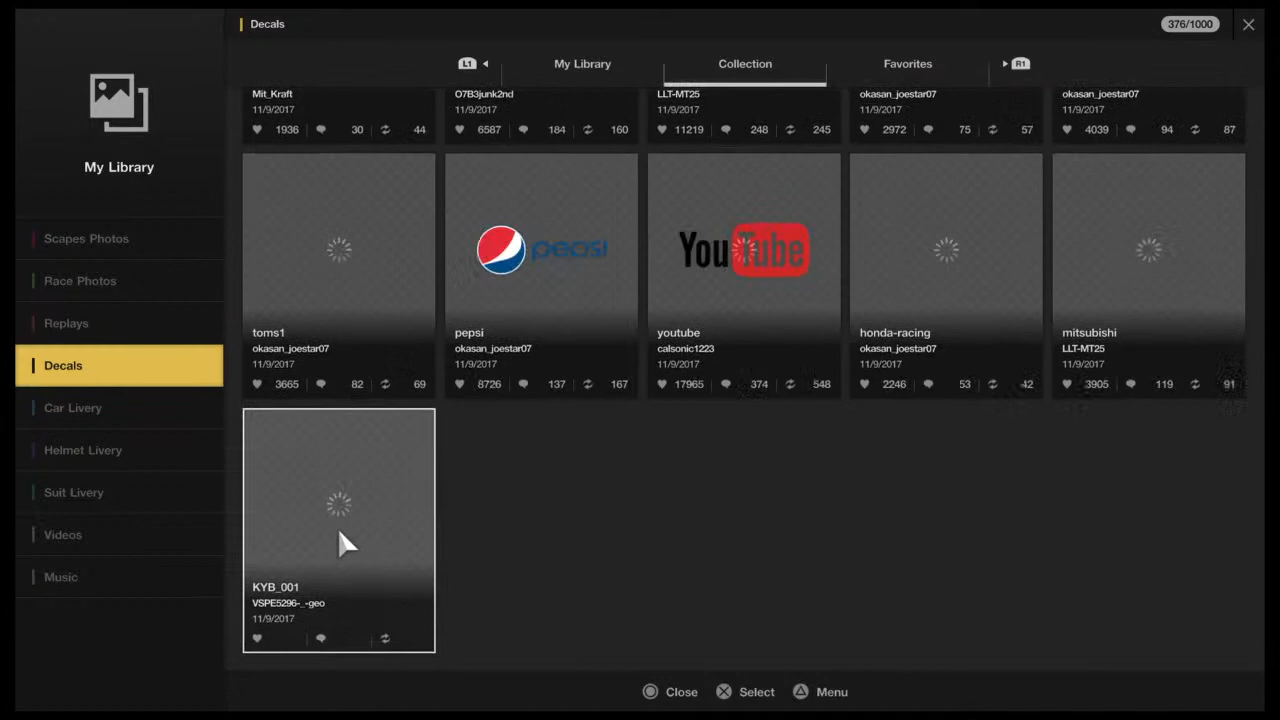 Decals
376/1000
L1
My Library
Collection
Favorites
R1
My Library
Scapes Photos
Race Photos
Replays
Decals
Car Livery
Helmet Livery
Suit Livery
Videos
Music
Mit_Kraft
11/9/2017
1936 30 44
O7B3junk2nd
11/9/2017
6587 184 160
LLT-MT25
11/9/2017
11219 248 245
okasan_joestar07
11/9/2017
2972 75 57
okasan_joestar07
11/9/2017
4039 94 87
toms1
okasan_joestar07
11/9/2017
3665 82 69
pepsi
pepsi
okasan_joestar07
11/9/2017
8726 137 167
YouTube
youtube
calsonic1223
11/9/2017
17965 374 548
honda-racing
okasan_joestar07
11/9/2017
2246 53 42
mitsubishi
LLT-MT25
11/9/2017
3905 119 91
KYB_001
VSPE5296-_-geo
11/9/2017
Close Select Menu